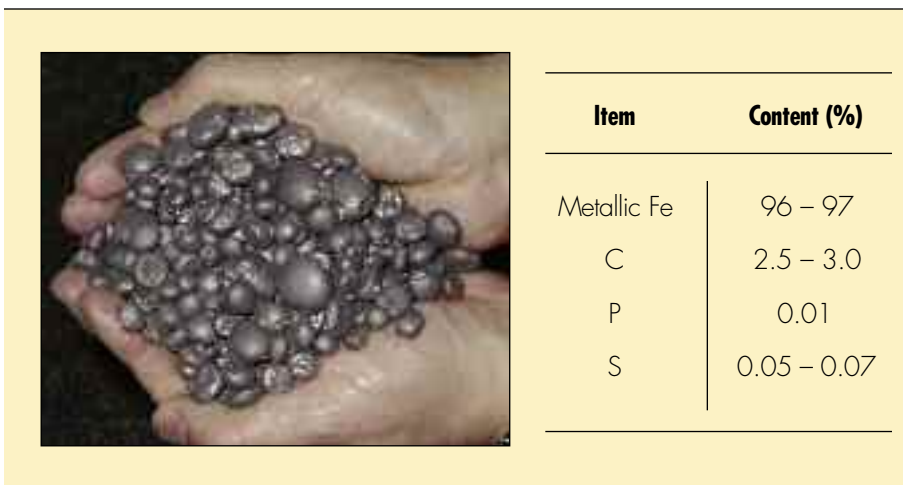 Item Content (%)
Metallic Fe 96 – 97
C 2.5 – 3.0
P 0.01
S 0.05 – 0.07